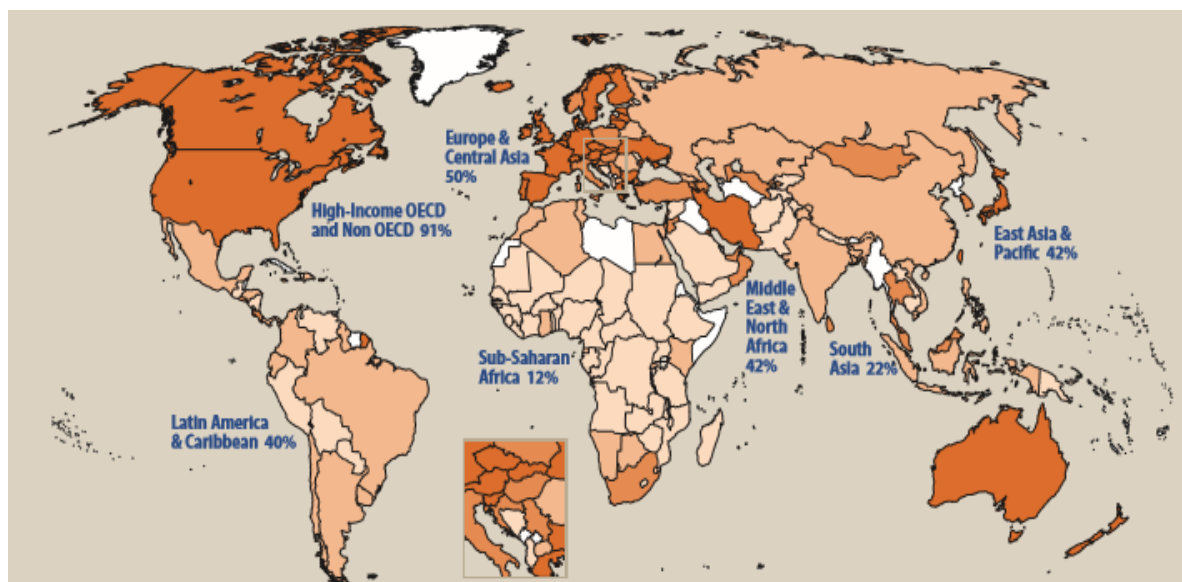 Europe &
Central Asia
50%
High-Income OECD
and Non OECD 91%
East Asia &
Pacific 42%
Middle
East &
North
Africa
42%
South
Asia 22%
Sub-Saharan
Africa 12%
Latin America
& Caribbean 40%